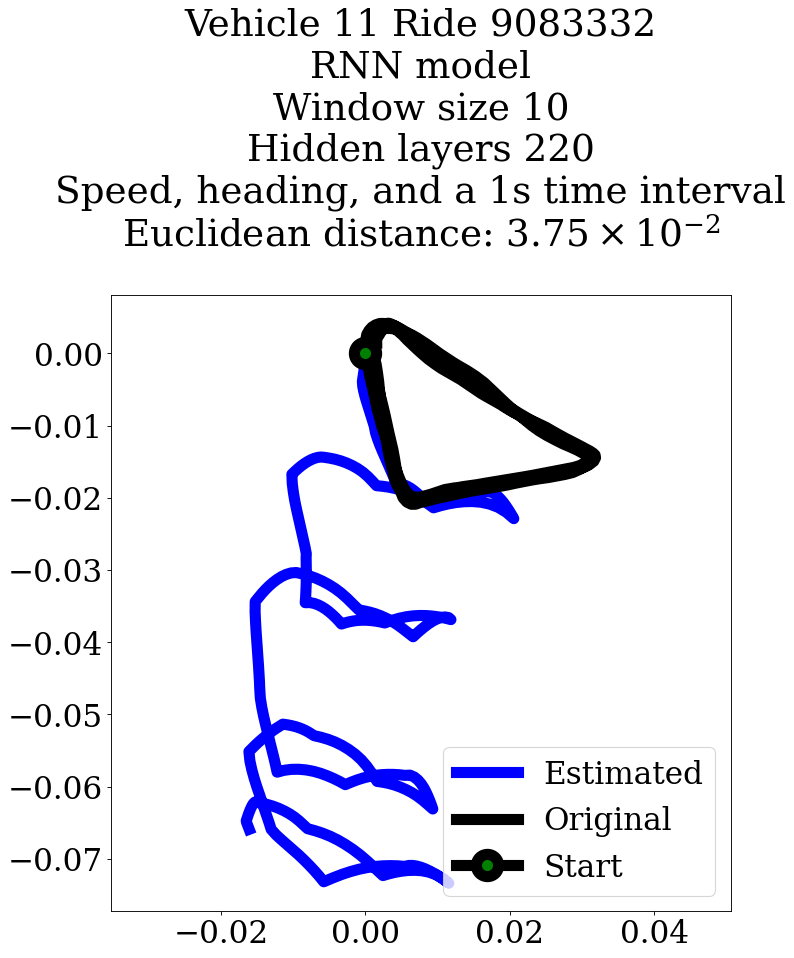 Vehicle 11 Ride 9083332
RNN model
Window size 10
Hidden layers 220
Speed, heading, and a 1s time interval
Euclidean distance: 3.75 × 10⁻²
0.00
−0.01
−0.02
−0.03
−0.04
−0.05
−0.06
−0.07
Estimated
Original
Start
−0.02 0.00 0.02 0.04